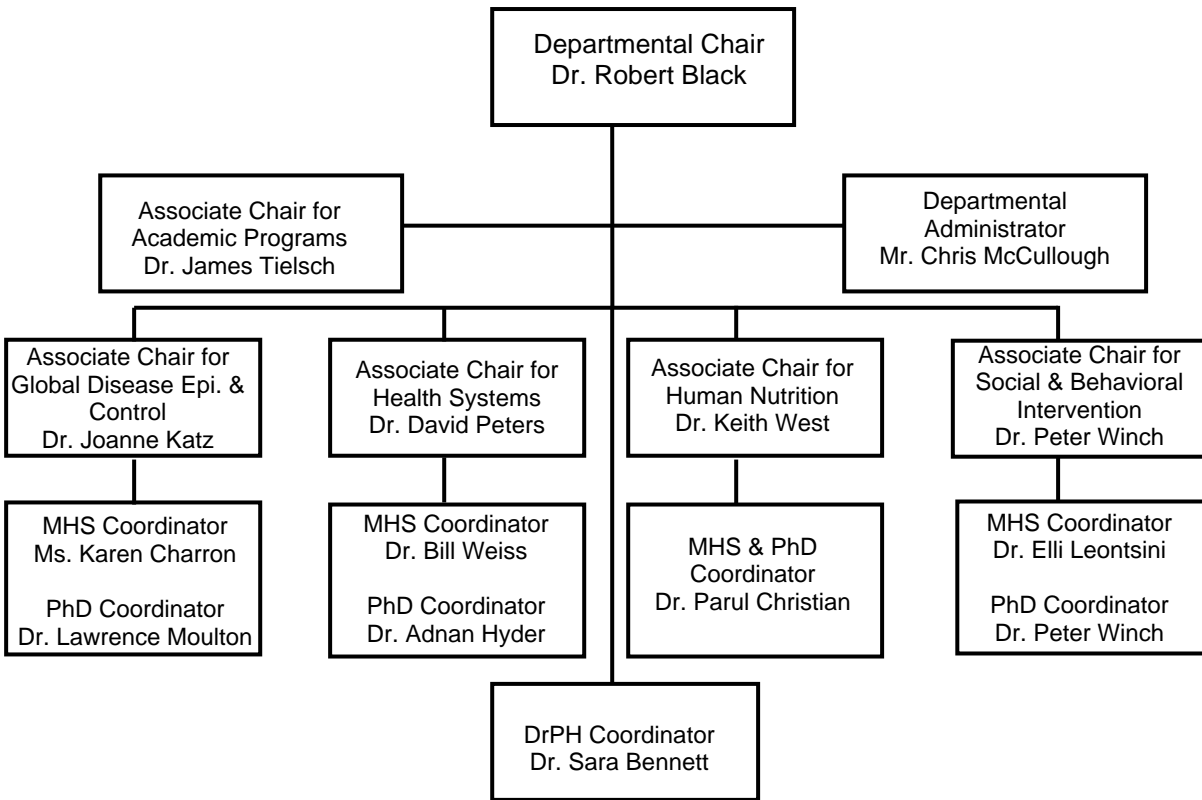 Departmental Chair
Dr. Robert Black
Associate Chair for
Academic Programs
Dr. James Tielsch
Departmental
Administrator
Mr. Chris McCullough
Associate Chair for
Global Disease Epi. &
Control
Dr. Joanne Katz
Associate Chair for
Health Systems
Dr. David Peters
Associate Chair for
Human Nutrition
Dr. Keith West
Associate Chair for
Social & Behavioral
Intervention
Dr. Peter Winch
MHS Coordinator
Ms. Karen Charron
PhD Coordinator
Dr. Lawrence Moulton
MHS Coordinator
Dr. Bill Weiss
PhD Coordinator
Dr. Adnan Hyder
MHS & PhD
Coordinator
Dr. Parul Christian
MHS Coordinator
Dr. Elli Leontsini
PhD Coordinator
Dr. Peter Winch
DrPH Coordinator
Dr. Sara Bennett